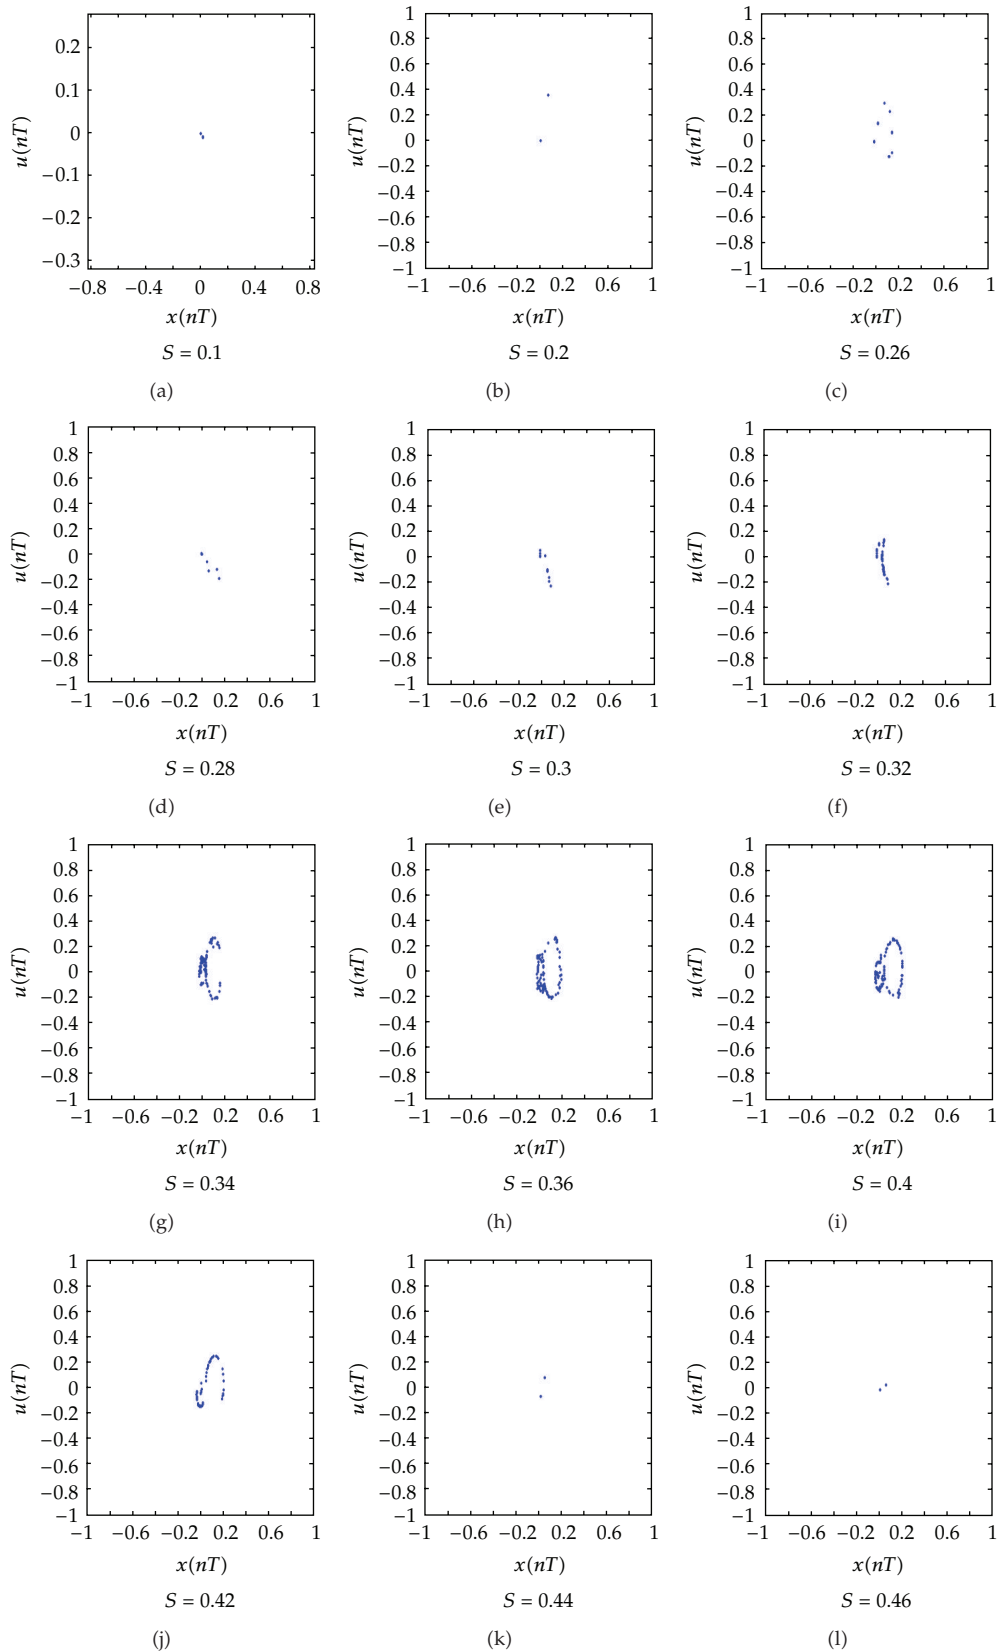 0.2
0.1
0
−0.1
−0.2
−0.3
u(nT)
−0.8 −0.4 0 0.4 0.8
x(nT)
S = 0.1
(a)
1
0.8
0.6
0.4
0.2
0
−0.2
−0.4
−0.6
−0.8
−1
u(nT)
−1 −0.6 −0.2 0.2 0.6 1
x(nT)
S = 0.2
(b)
1
0.8
0.6
0.4
0.2
0
−0.2
−0.4
−0.6
−0.8
−1
u(nT)
−1 −0.6 −0.2 0.2 0.6 1
x(nT)
S = 0.26
(c)
1
0.8
0.6
0.4
0.2
0
−0.2
−0.4
−0.6
−0.8
−1
u(nT)
−1 −0.6 −0.2 0.2 0.6 1
x(nT)
S = 0.28
(d)
1
0.8
0.6
0.4
0.2
0
−0.2
−0.4
−0.6
−0.8
−1
u(nT)
−1 −0.6 −0.2 0.2 0.6 1
x(nT)
S = 0.3
(e)
1
0.8
0.6
0.4
0.2
0
−0.2
−0.4
−0.6
−0.8
−1
u(nT)
−1 −0.6 −0.2 0.2 0.6 1
x(nT)
S = 0.32
(f)
1
0.8
0.6
0.4
0.2
0
−0.2
−0.4
−0.6
−0.8
−1
u(nT)
−1 −0.6 −0.2 0.2 0.6 1
x(nT)
S = 0.34
(g)
1
0.8
0.6
0.4
0.2
0
−0.2
−0.4
−0.6
−0.8
−1
u(nT)
−1 −0.6 −0.2 0.2 0.6 1
x(nT)
S = 0.36
(h)
1
0.8
0.6
0.4
0.2
0
−0.2
−0.4
−0.6
−0.8
−1
u(nT)
−1 −0.6 −0.2 0.2 0.6 1
x(nT)
S = 0.4
(i)
1
0.8
0.6
0.4
0.2
0
−0.2
−0.4
−0.6
−0.8
−1
u(nT)
−1 −0.6 −0.2 0.2 0.6 1
x(nT)
S = 0.42
(j)
1
0.8
0.6
0.4
0.2
0
−0.2
−0.4
−0.6
−0.8
−1
u(nT)
−1 −0.6 −0.2 0.2 0.6 1
x(nT)
S = 0.44
(k)
1
0.8
0.6
0.4
0.2
0
−0.2
−0.4
−0.6
−0.8
−1
u(nT)
−1 −0.6 −0.2 0.2 0.6 1
x(nT)
S = 0.46
(l)